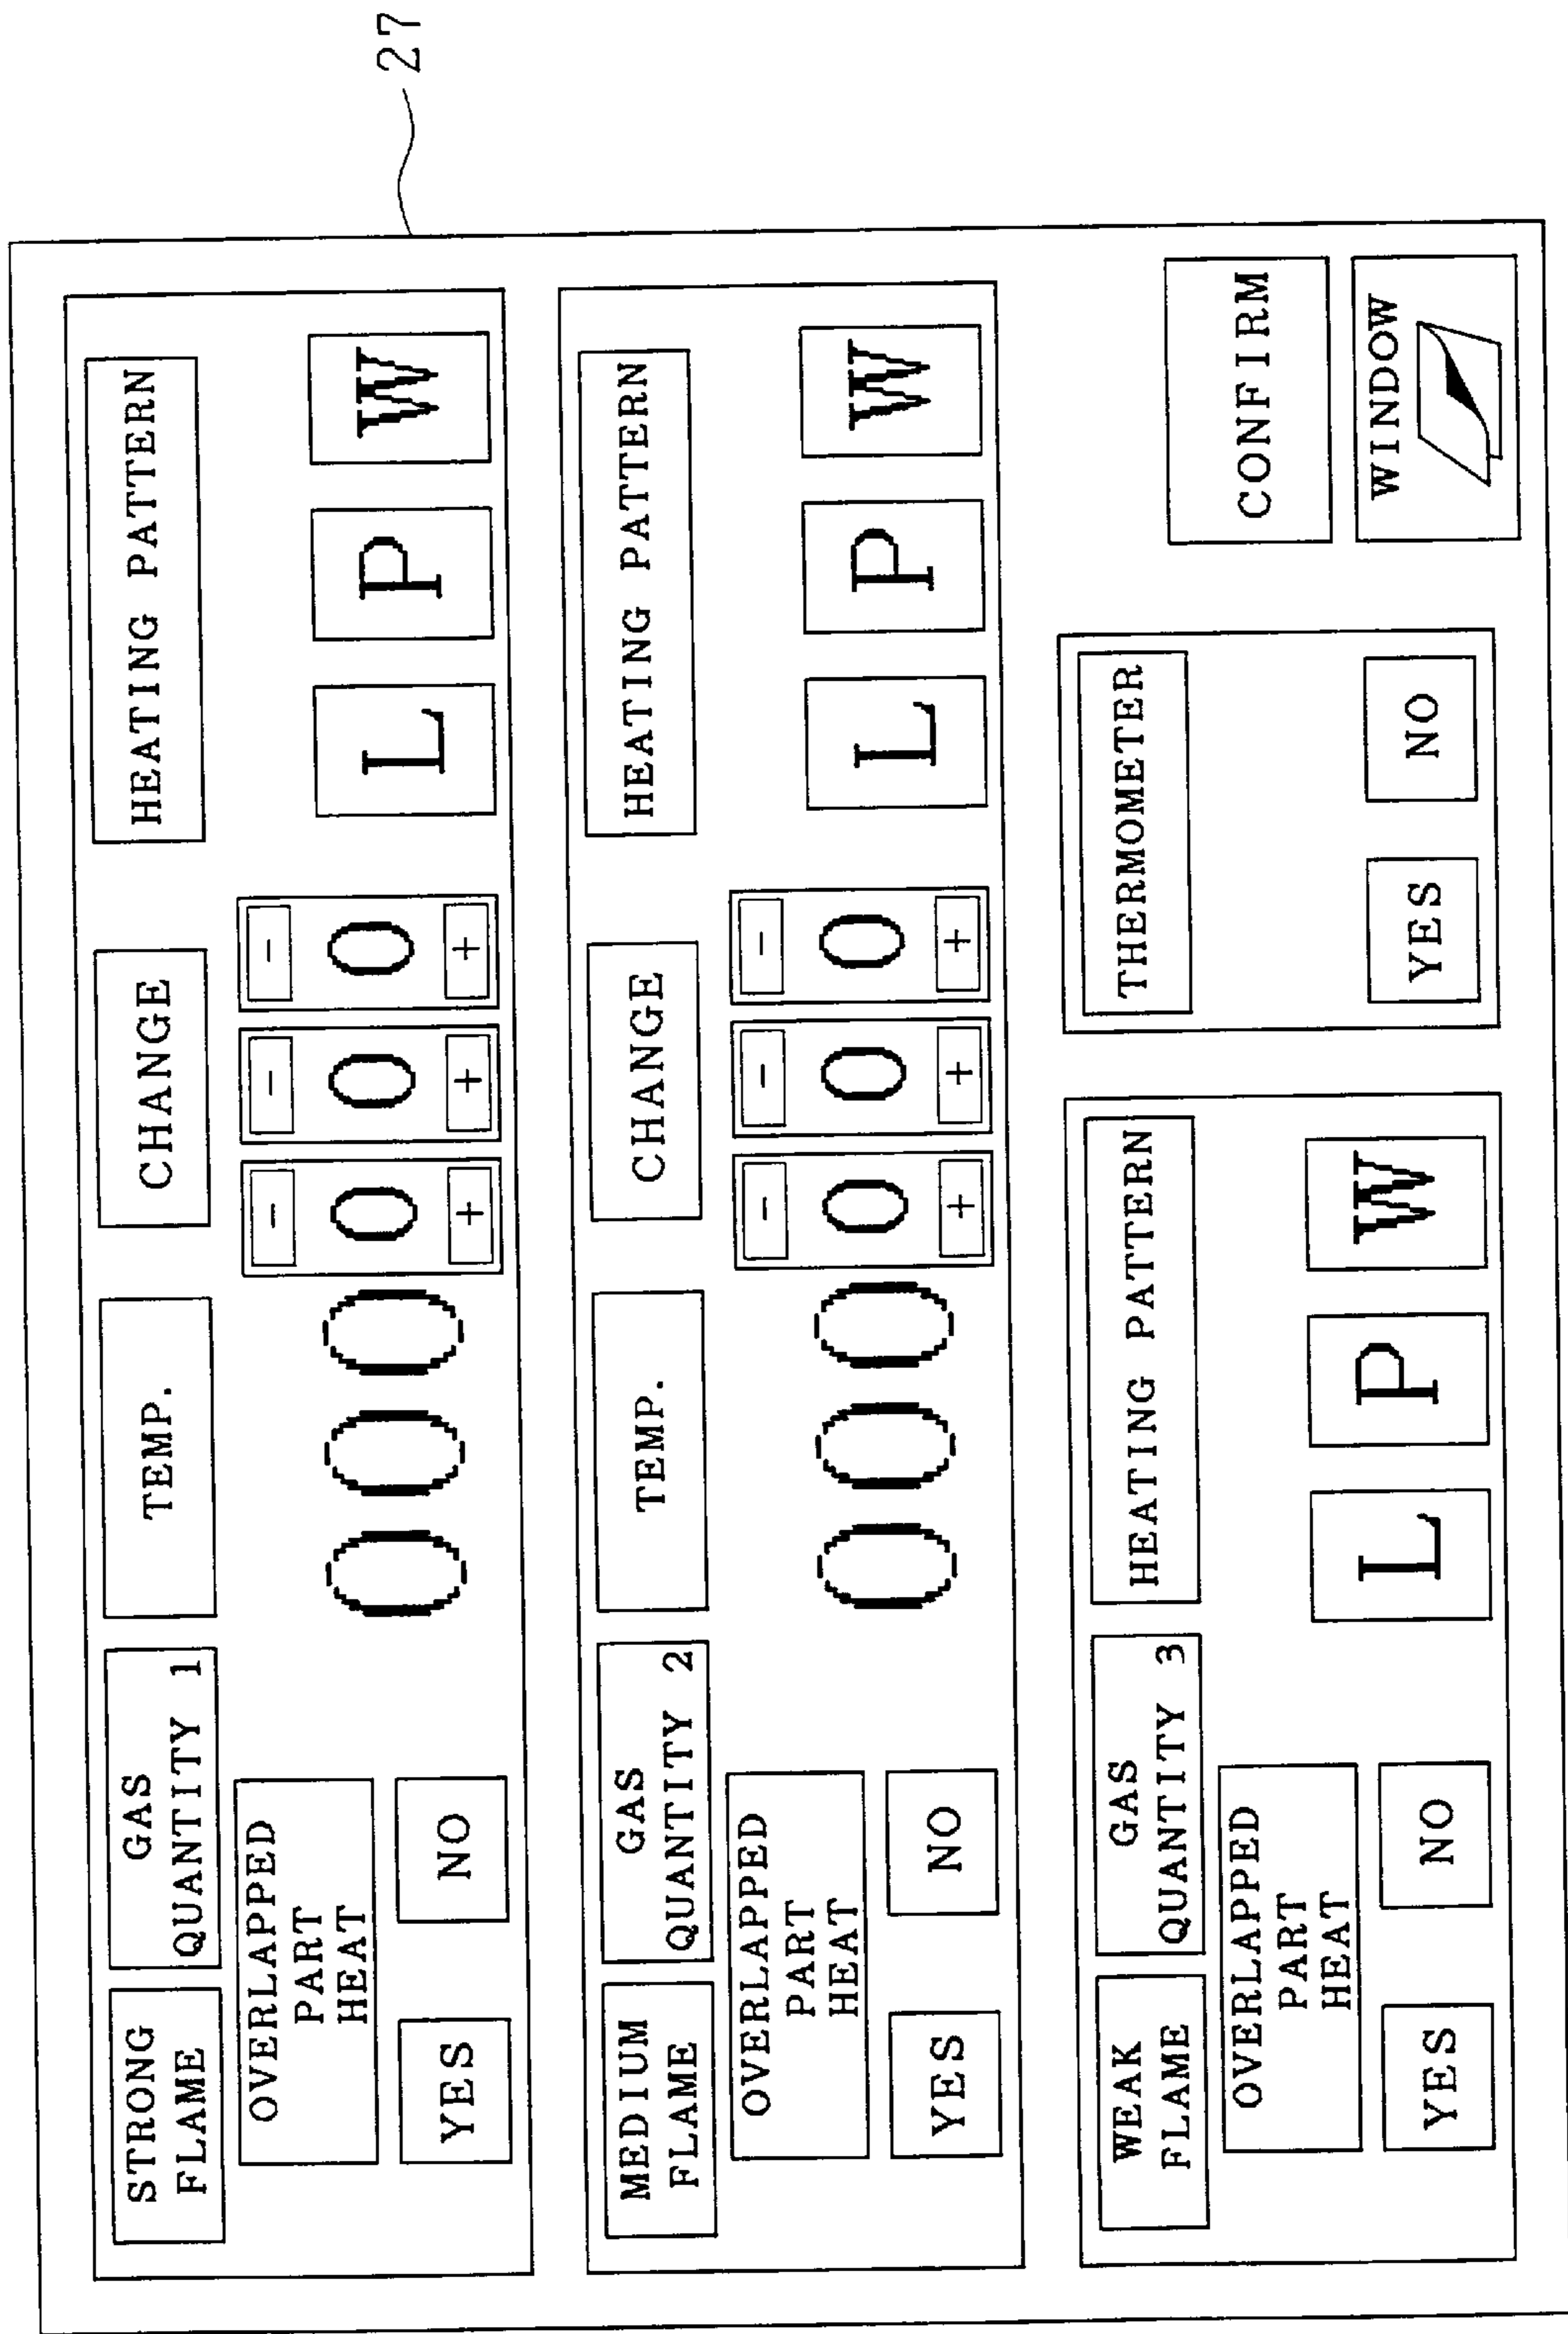 27
STRONG
FLAME
GAS
QUANTITY 1
TEMP.
CHANGE
HEATING PATTERN
OVERLAPPED
PART
HEAT
YES NO
000
- - -
0 0 0
+ + +
L P W
MEDIUM
FLAME
GAS
QUANTITY 2
TEMP.
CHANGE
HEATING PATTERN
OVERLAPPED
PART
HEAT
YES NO
000
- - -
0 0 0
+ + +
L P W
WEAK
FLAME
GAS
QUANTITY 3
HEATING PATTERN
OVERLAPPED
PART
HEAT
YES NO
L P W
THERMOMETER
YES NO
CONFIRM
WINDOW